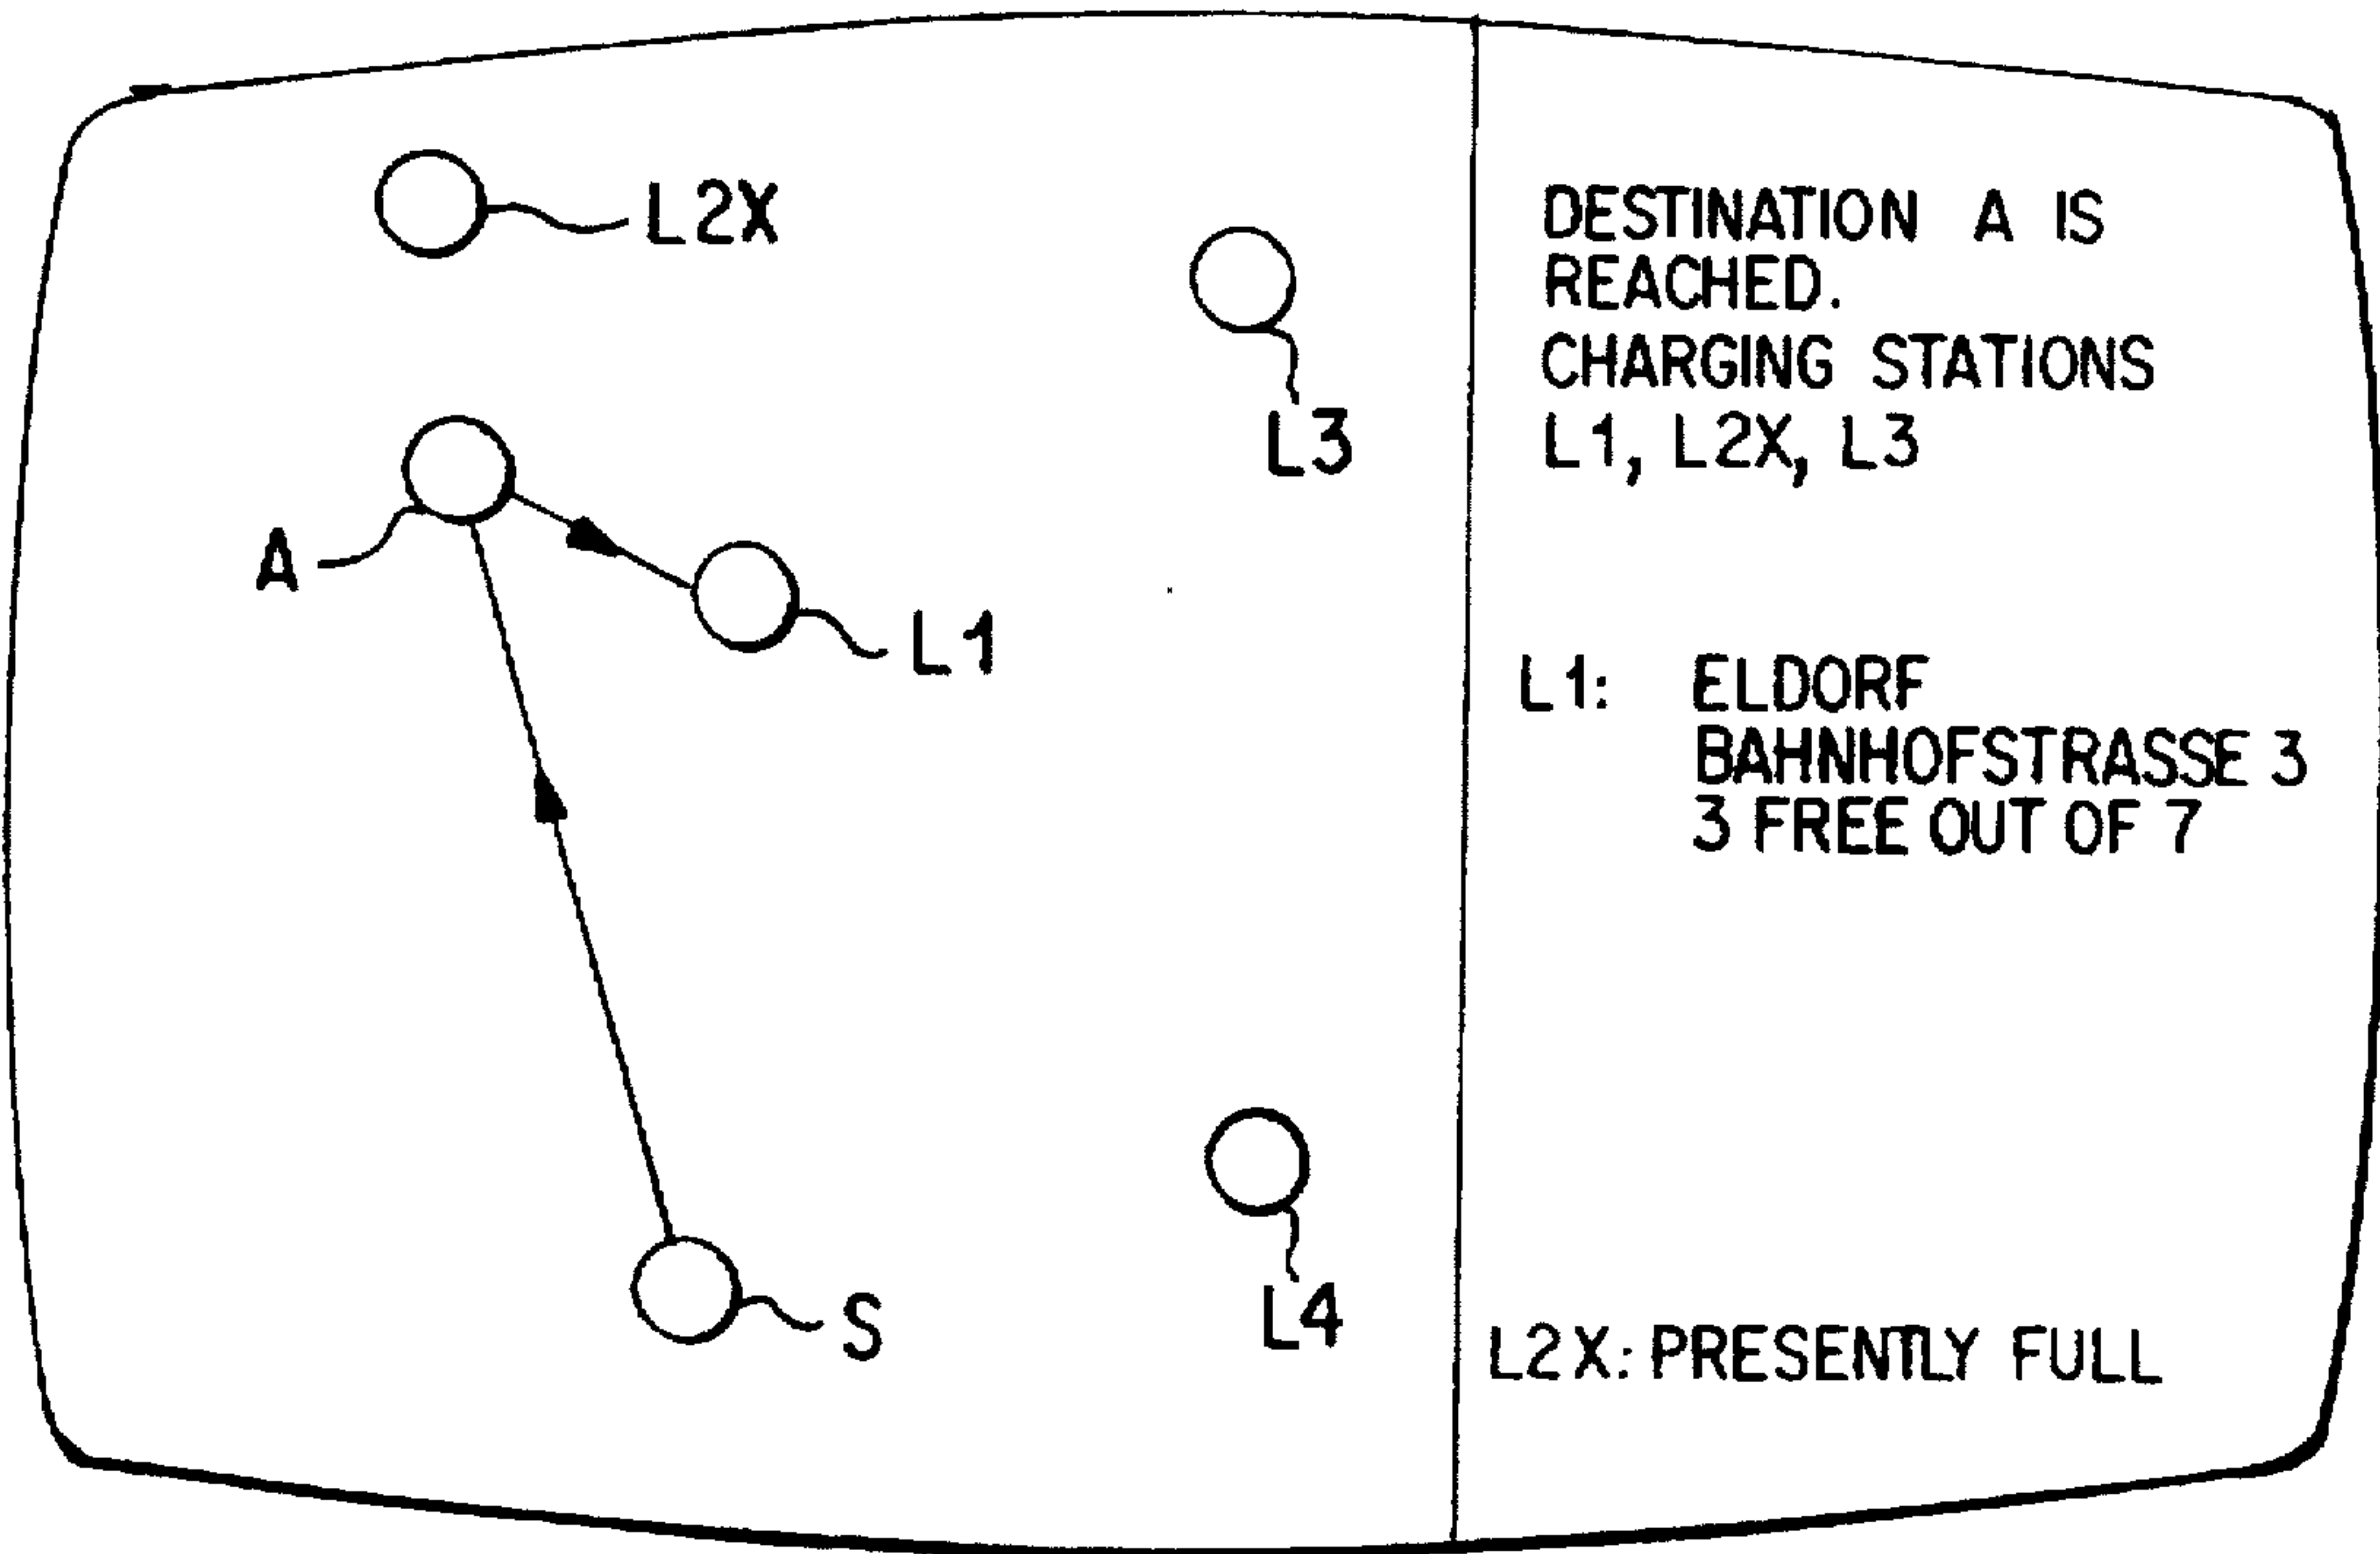 L2X
L3
A
L1
S
L4
DESTINATION A IS
REACHED.
CHARGING STATIONS
L1, L2X, L3
L1: ELDORF
BAHNHOFSTRASSE 3
3 FREE OUT OF 7
L2X: PRESENTLY FULL